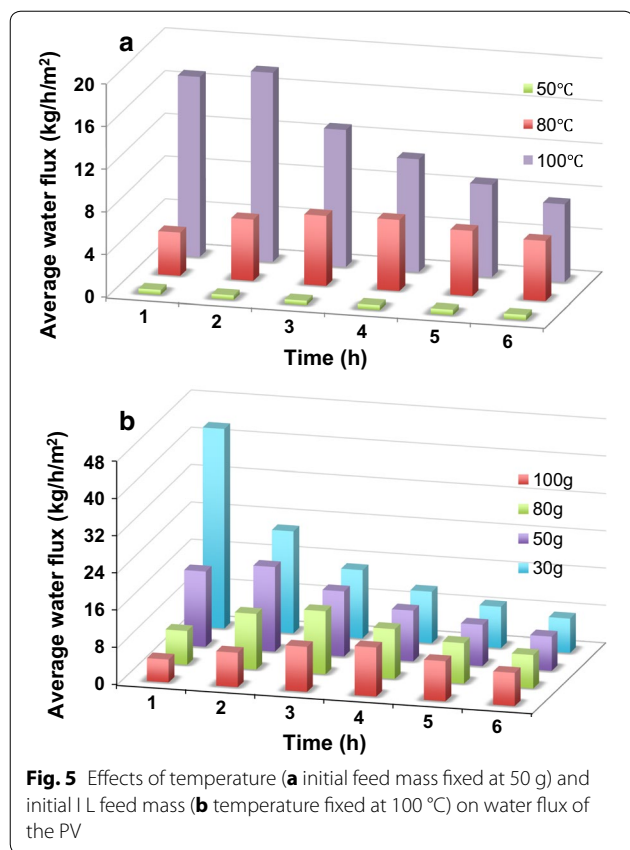 a
Average water flux (kg/h/m²)
20
16
12
8
4
0
50℃
80℃
100℃
1 2 3 4 5 6
Time (h)
b
Average water flux (kg/h/m²)
48
40
32
24
16
8
0
100g
80g
50g
30g
1 2 3 4 5 6
Time (h)
Fig. 5 Effects of temperature (a initial feed mass fixed at 50 g) and
initial I L feed mass (b temperature fixed at 100 °C) on water flux of
the PV